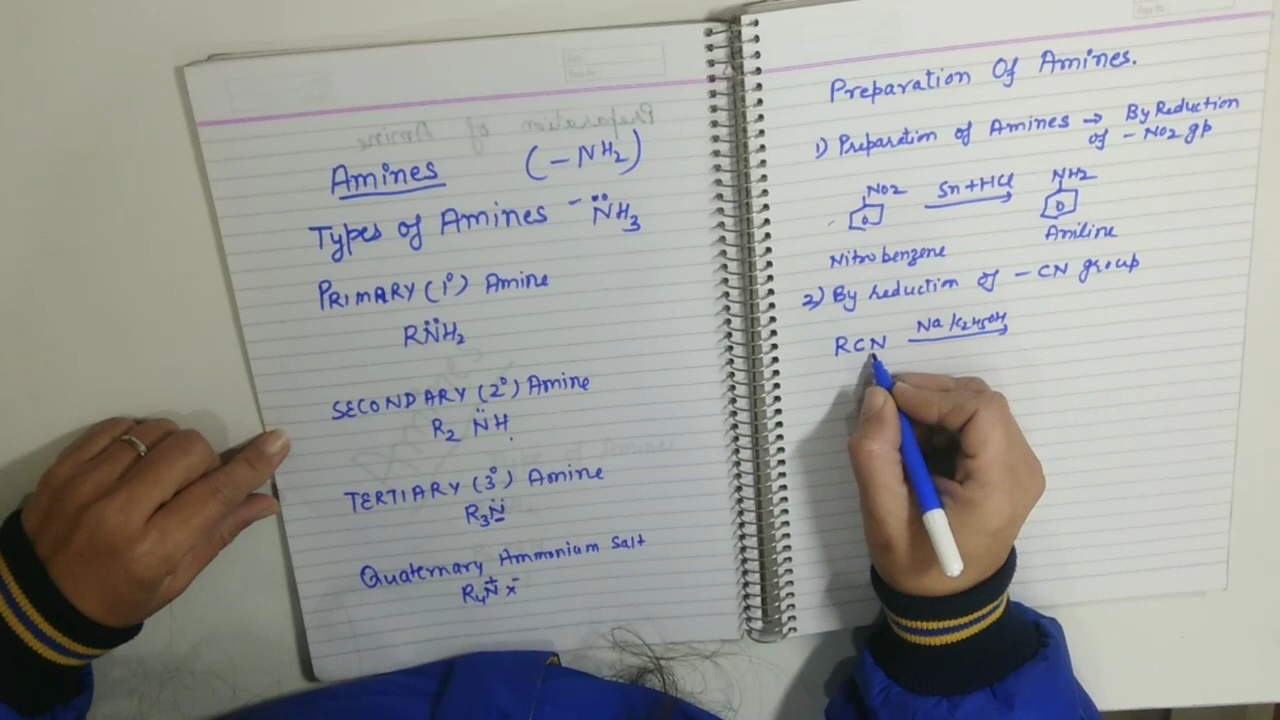 Amines (-NH2)
Types of Amines - N̈H3
PRIMARY (1°) Amine
RN̈H2
SECONDARY (2°) Amine
R2 N̈H
TERTIARY (3°) Amine
R3N̈
Quaternary Ammonium Salt
R4N+ x-
Preparation Of Amines.
1) Preparation of Amines → By Reduction
of - NO2 gp
NO2 Sn+HCl NH2
Nitrobenzene Aniline
2) By reduction of - CN group
RCN Na/C2H5OH